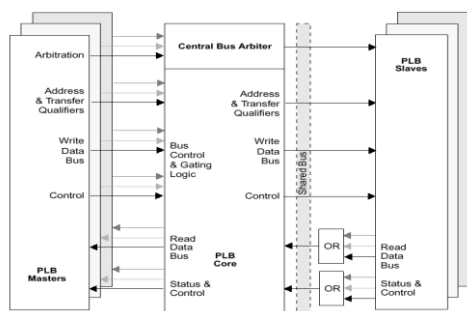 Arbitration
Address
& Transfer
Qualifiers
Write
Data
Bus
Control
PLB
Masters
Central Bus Arbiter
Bus
Control
& Gating
Logic
Address
& Transfer
Qualifiers
Write
Data
Bus
Control
Read
Data
Bus
PLB
Core
Status & Control
Shared Bus
OR
OR
PLB
Slaves
Read
Data
Bus
Status &
Control